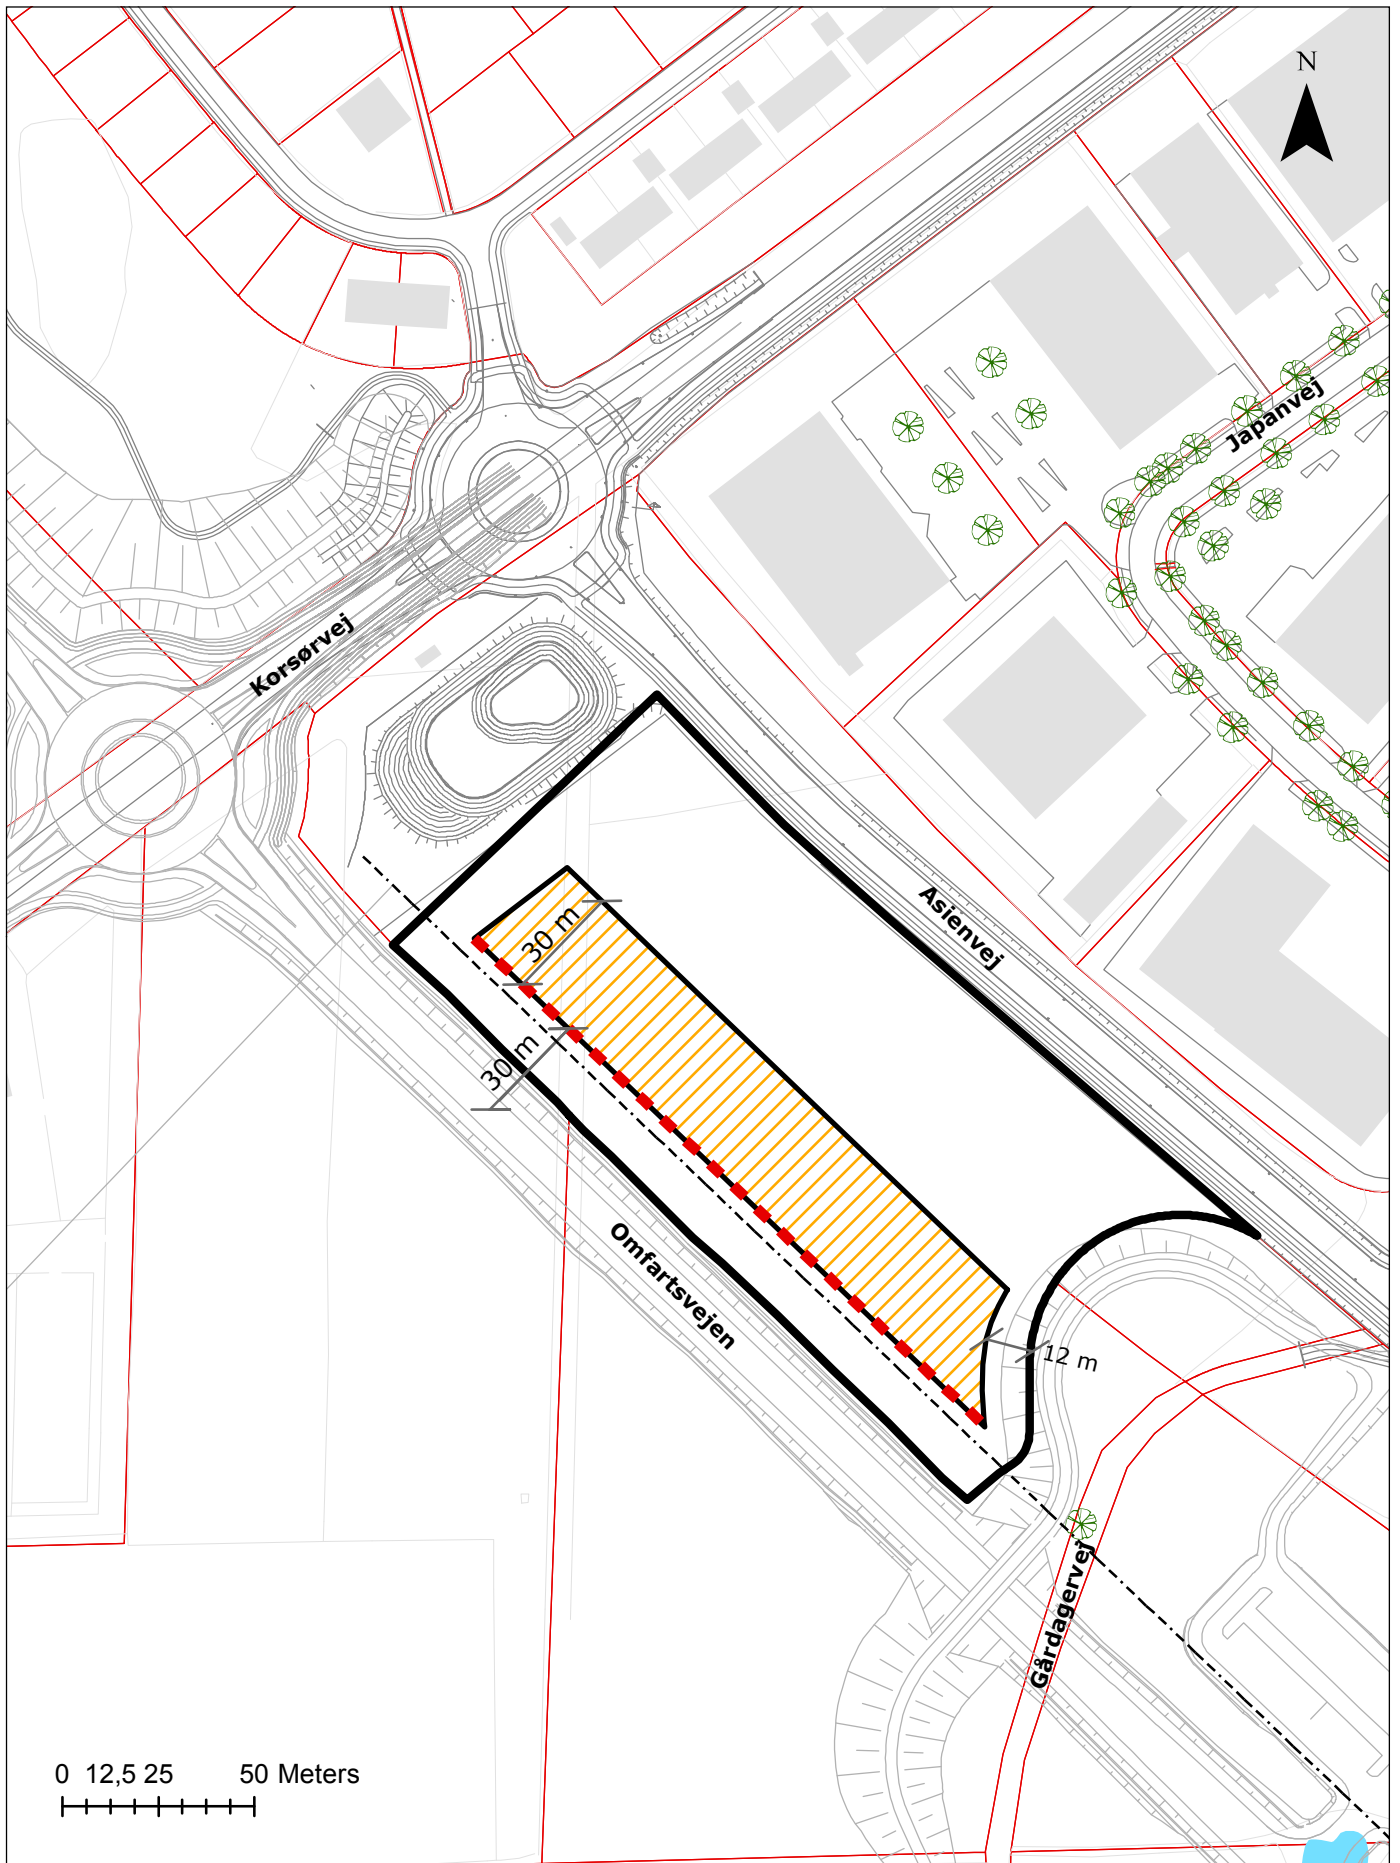 N
Japanvej
Korsørvej
Asienvej
30 m
30 m
Omfartsvejen
12 m
Gårdagervej
0 12,5 25 50 Meters